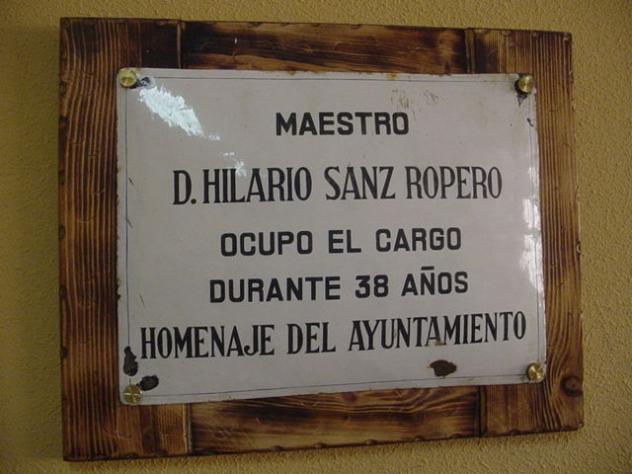 MAESTRO
D. HILARIO SANZ ROPERO
OCUPO EL CARGO
DURANTE 38 AÑOS
HOMENAJE DEL AYUNTAMIENTO